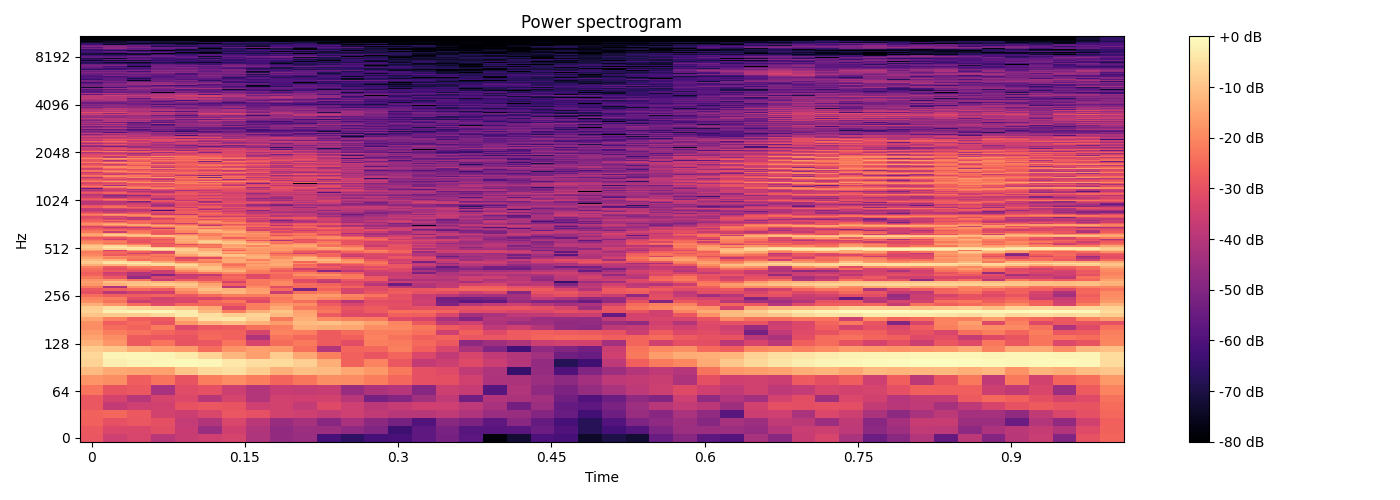 Power spectrogram
Hz
8192
4096
2048
1024
512
256
128
64
0
0 0.15 0.3 0.45 0.6 0.75 0.9
Time
+0 dB
-10 dB
-20 dB
-30 dB
-40 dB
-50 dB
-60 dB
-70 dB
-80 dB